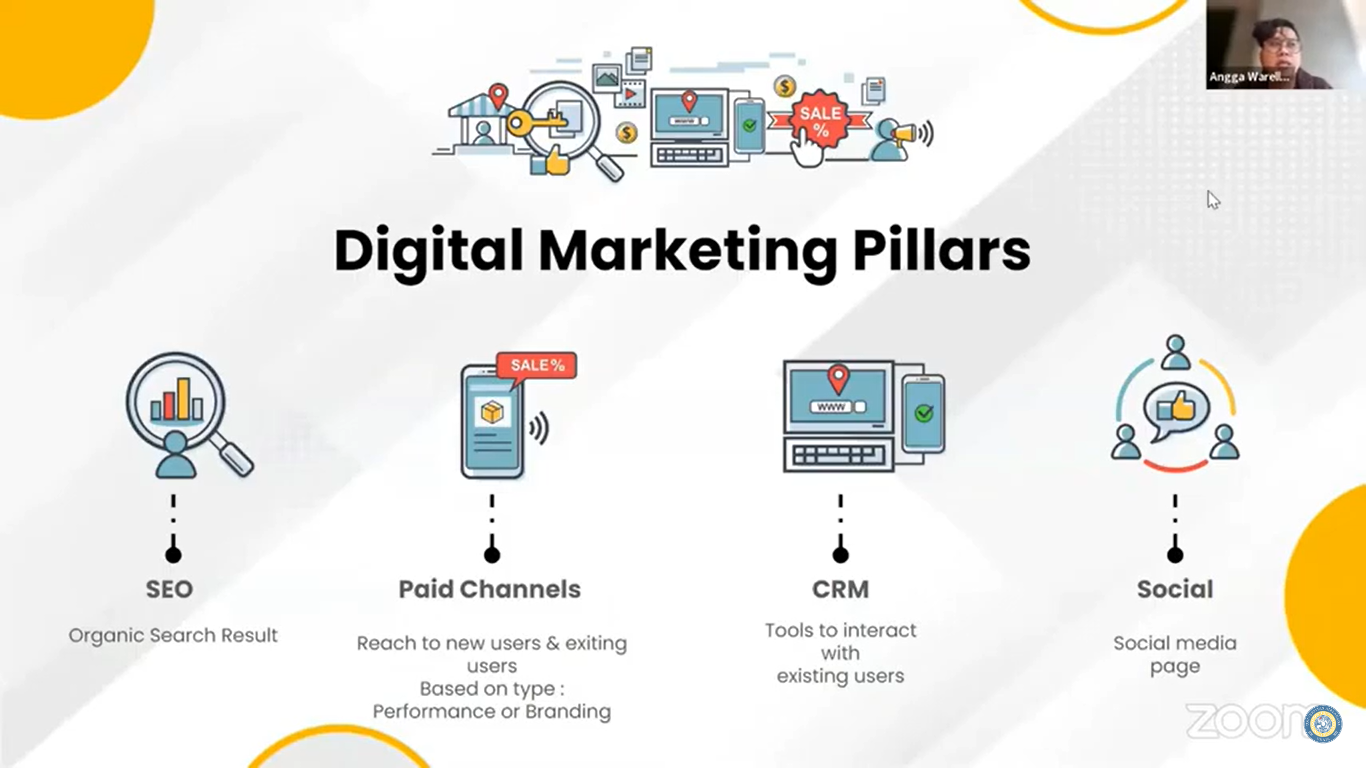 Angga Warell...
SALE
%
Digital Marketing Pillars
SALE%
WWW
SEO
Organic Search Result
Paid Channels
Reach to new users & exiting
users
Based on type :
Performance or Branding
CRM
Tools to interact
with
existing users
Social
Social media
page
zoom